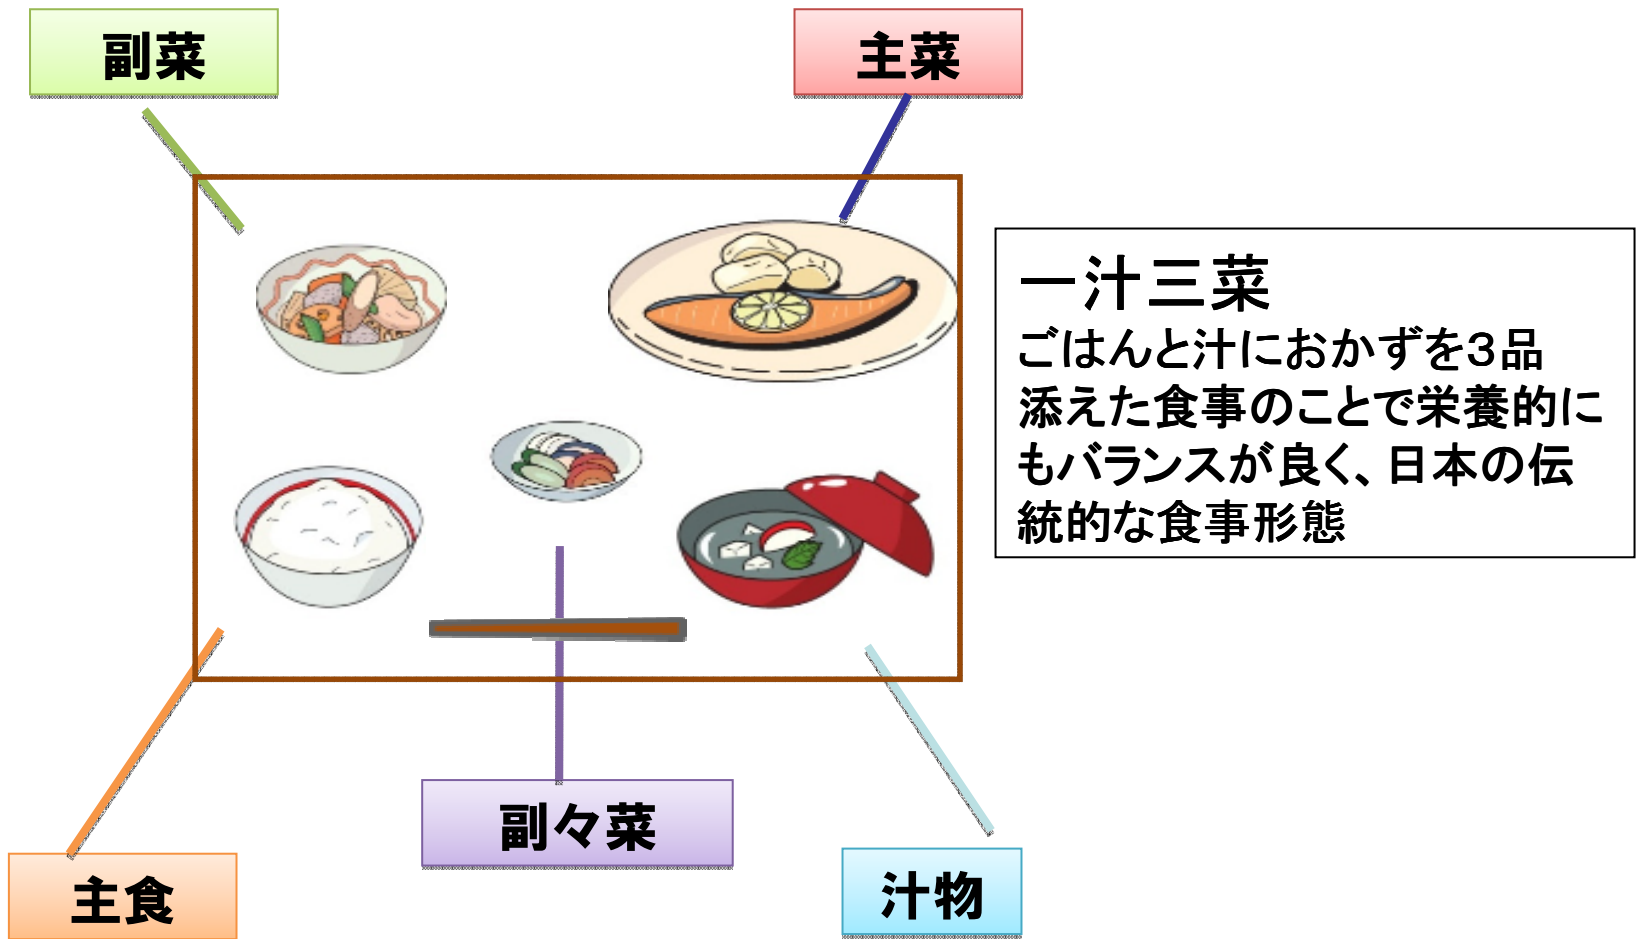 副菜
主菜
一汁三菜
ごはんと汁におかずを３品
添えた食事のことで栄養的に
もバランスが良く、日本の伝
統的な食事形態
副々菜
主食
汁物